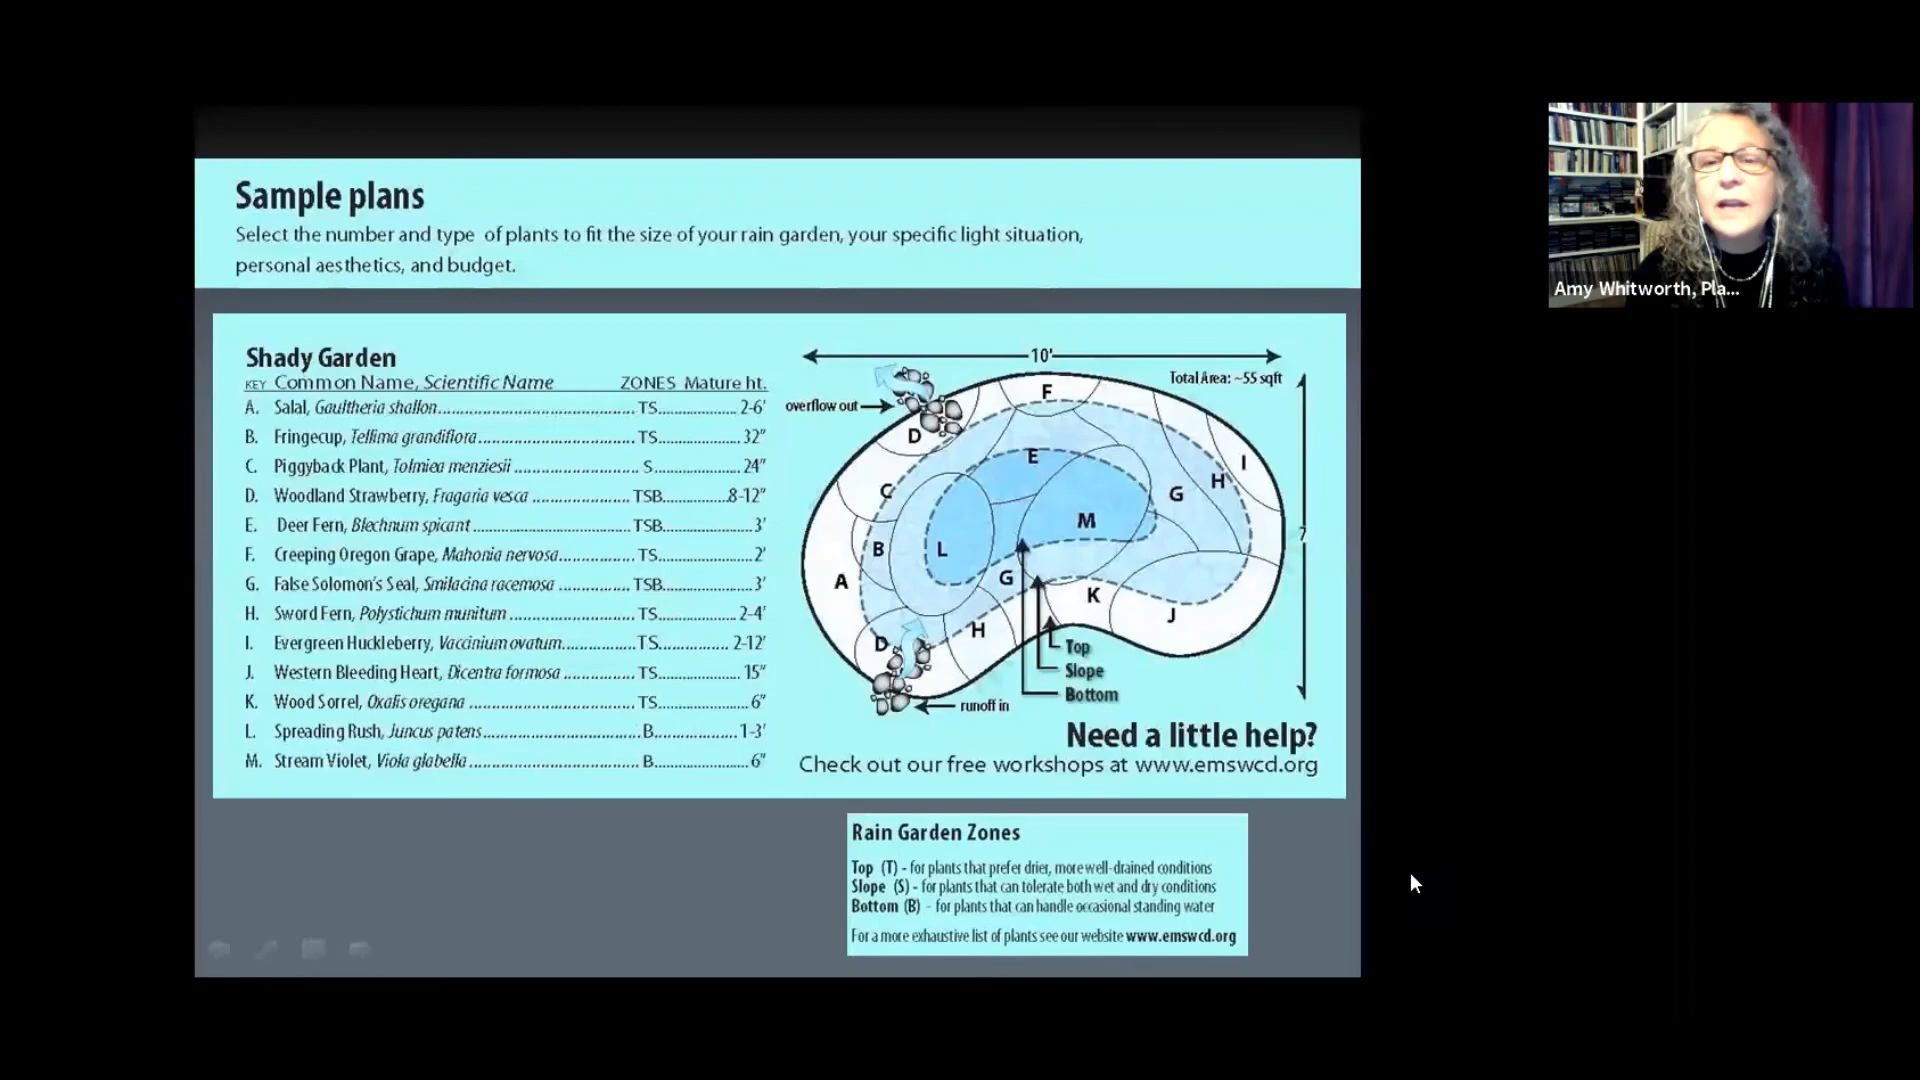 Sample plans
Select the number and type of plants to fit the size of your rain garden, your specific light situation,
personal aesthetics, and budget.
Shady Garden
KEY Common Name, Scientific Name ZONES Mature ht.
A. Salal, Gaultheria shallon.......... TS.......... 2-6'
B. Fringecup, Tellima grandiflora.......... TS.......... 32"
C. Piggyback Plant, Tolmiea menziesii .......... S.......... 24"
D. Woodland Strawberry, Fragaria vesca .......... TSB.......... 8-12"
E. Deer Fern, Blechnum spicant .......... TSB.......... 3'
F. Creeping Oregon Grape, Mahonia nervosa.......... TS.......... 2'
G. False Solomon's Seal, Smilacina racemosa .......... TSB.......... 3'
H. Sword Fern, Polystichum munitum .......... TS.......... 2-4'
I. Evergreen Huckleberry, Vaccinium ovatum.......... TS.......... 2-12'
J. Western Bleeding Heart, Dicentra formosa .......... TS.......... 15"
K. Wood Sorrel, Oxalis oregana .......... TS.......... 6"
L. Spreading Rush, Juncus patens.......... B.......... 1-3'
M. Stream Violet, Viola glabella .......... B.......... 6"
10'
Total Area: ~55 sqft
overflow out
F
D
E
I
H
C
G
M
B
L
A
G
K
J
H
D
Top
Slope
Bottom
runoff in
Need a little help?
Check out our free workshops at www.emswcd.org
Rain Garden Zones
Top (T) - for plants that prefer drier, more well-drained conditions
Slope (S) - for plants that can tolerate both wet and dry conditions
Bottom (B) - for plants that can handle occasional standing water
For a more exhaustive list of plants see our website www.emswcd.org
Amy Whitworth, Pla...